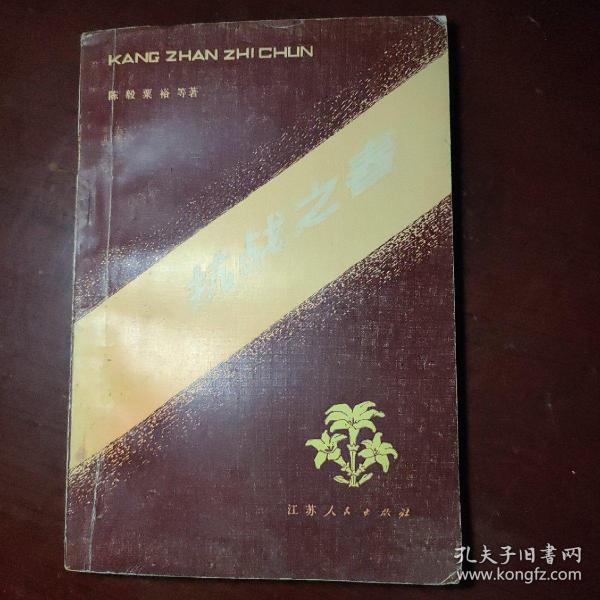 KANG ZHAN ZHI CHUN
陈毅 粟裕 等著
抗战之春
江苏人民出版社
孔夫子旧书网
www.kongfz.com